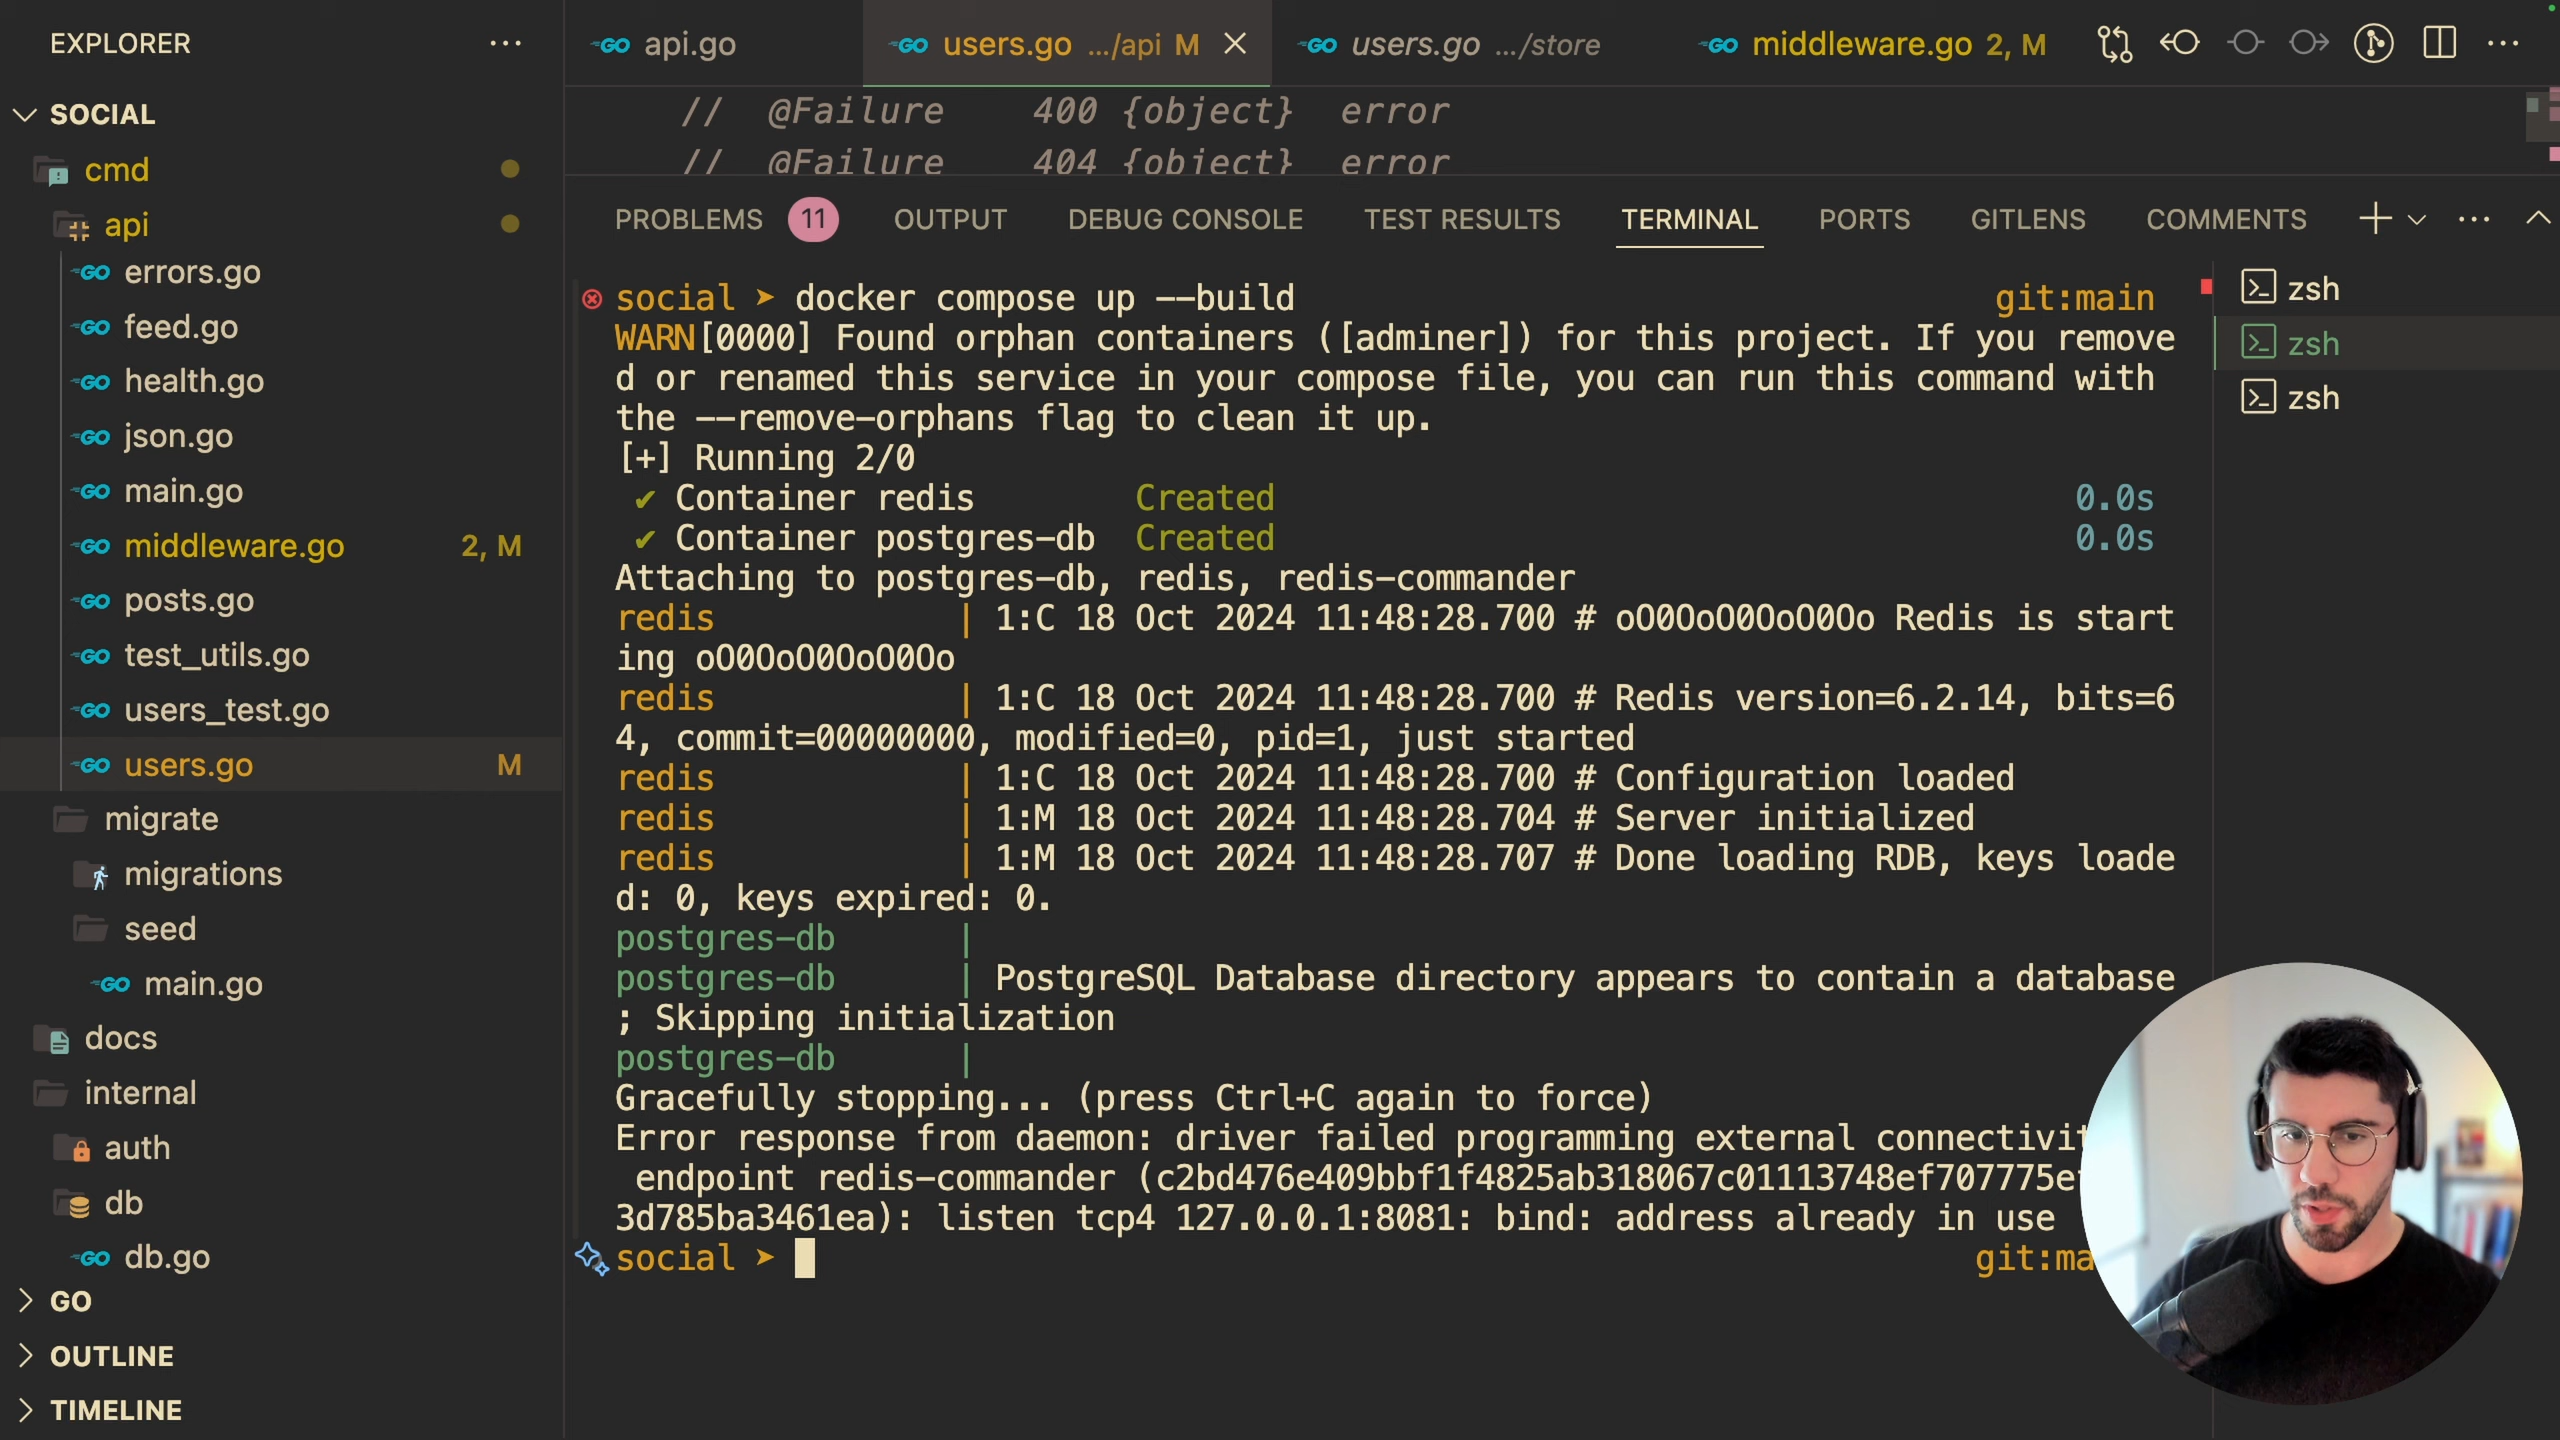 EXPLORER
SOCIAL
cmd
api
errors.go
feed.go
health.go
json.go
main.go
middleware.go 2, M
posts.go
test_utils.go
users_test.go
users.go M
migrate
migrations
seed
main.go
docs
internal
auth
db
db.go
GO
OUTLINE
TIMELINE
api.go
users.go .../api M
users.go .../store
middleware.go 2, M
// @Failure 400 {object} error
// @Failure 404 {object} error
PROBLEMS 11 OUTPUT DEBUG CONSOLE TEST RESULTS TERMINAL PORTS GITLENS COMMENTS
social ➤ docker compose up --build git:main
WARN[0000] Found orphan containers ([adminer]) for this project. If you remove
d or renamed this service in your compose file, you can run this command with
the --remove-orphans flag to clean it up.
[+] Running 2/0
✔ Container redis Created 0.0s
✔ Container postgres-db Created 0.0s
Attaching to postgres-db, redis, redis-commander
redis | 1:C 18 Oct 2024 11:48:28.700 # oO0OoO0OoO0Oo Redis is start
ing oO0OoO0OoO0Oo
redis | 1:C 18 Oct 2024 11:48:28.700 # Redis version=6.2.14, bits=6
4, commit=00000000, modified=0, pid=1, just started
redis | 1:C 18 Oct 2024 11:48:28.700 # Configuration loaded
redis | 1:M 18 Oct 2024 11:48:28.704 # Server initialized
redis | 1:M 18 Oct 2024 11:48:28.707 # Done loading RDB, keys loade
d: 0, keys expired: 0.
postgres-db |
postgres-db | PostgreSQL Database directory appears to contain a database
; Skipping initialization
postgres-db |
Gracefully stopping... (press Ctrl+C again to force)
Error response from daemon: driver failed programming external
endpoint redis-commander
3d785ba3461ea): listen tcp4 127.0.0.1:8081: bind: address already in use
social ➤
zsh
zsh
zsh